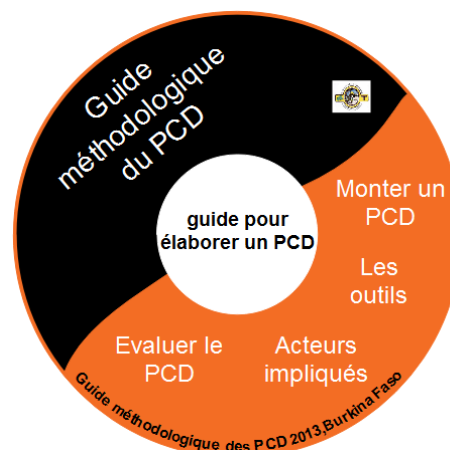 Guide
méthodologique
du PCD
guide pour
élaborer un PCD
Monter un
PCD
Les
outils
Acteurs
impliqués
Evaluer le
PCD
Guide méthodologique des PCD 2013,Burkina Faso